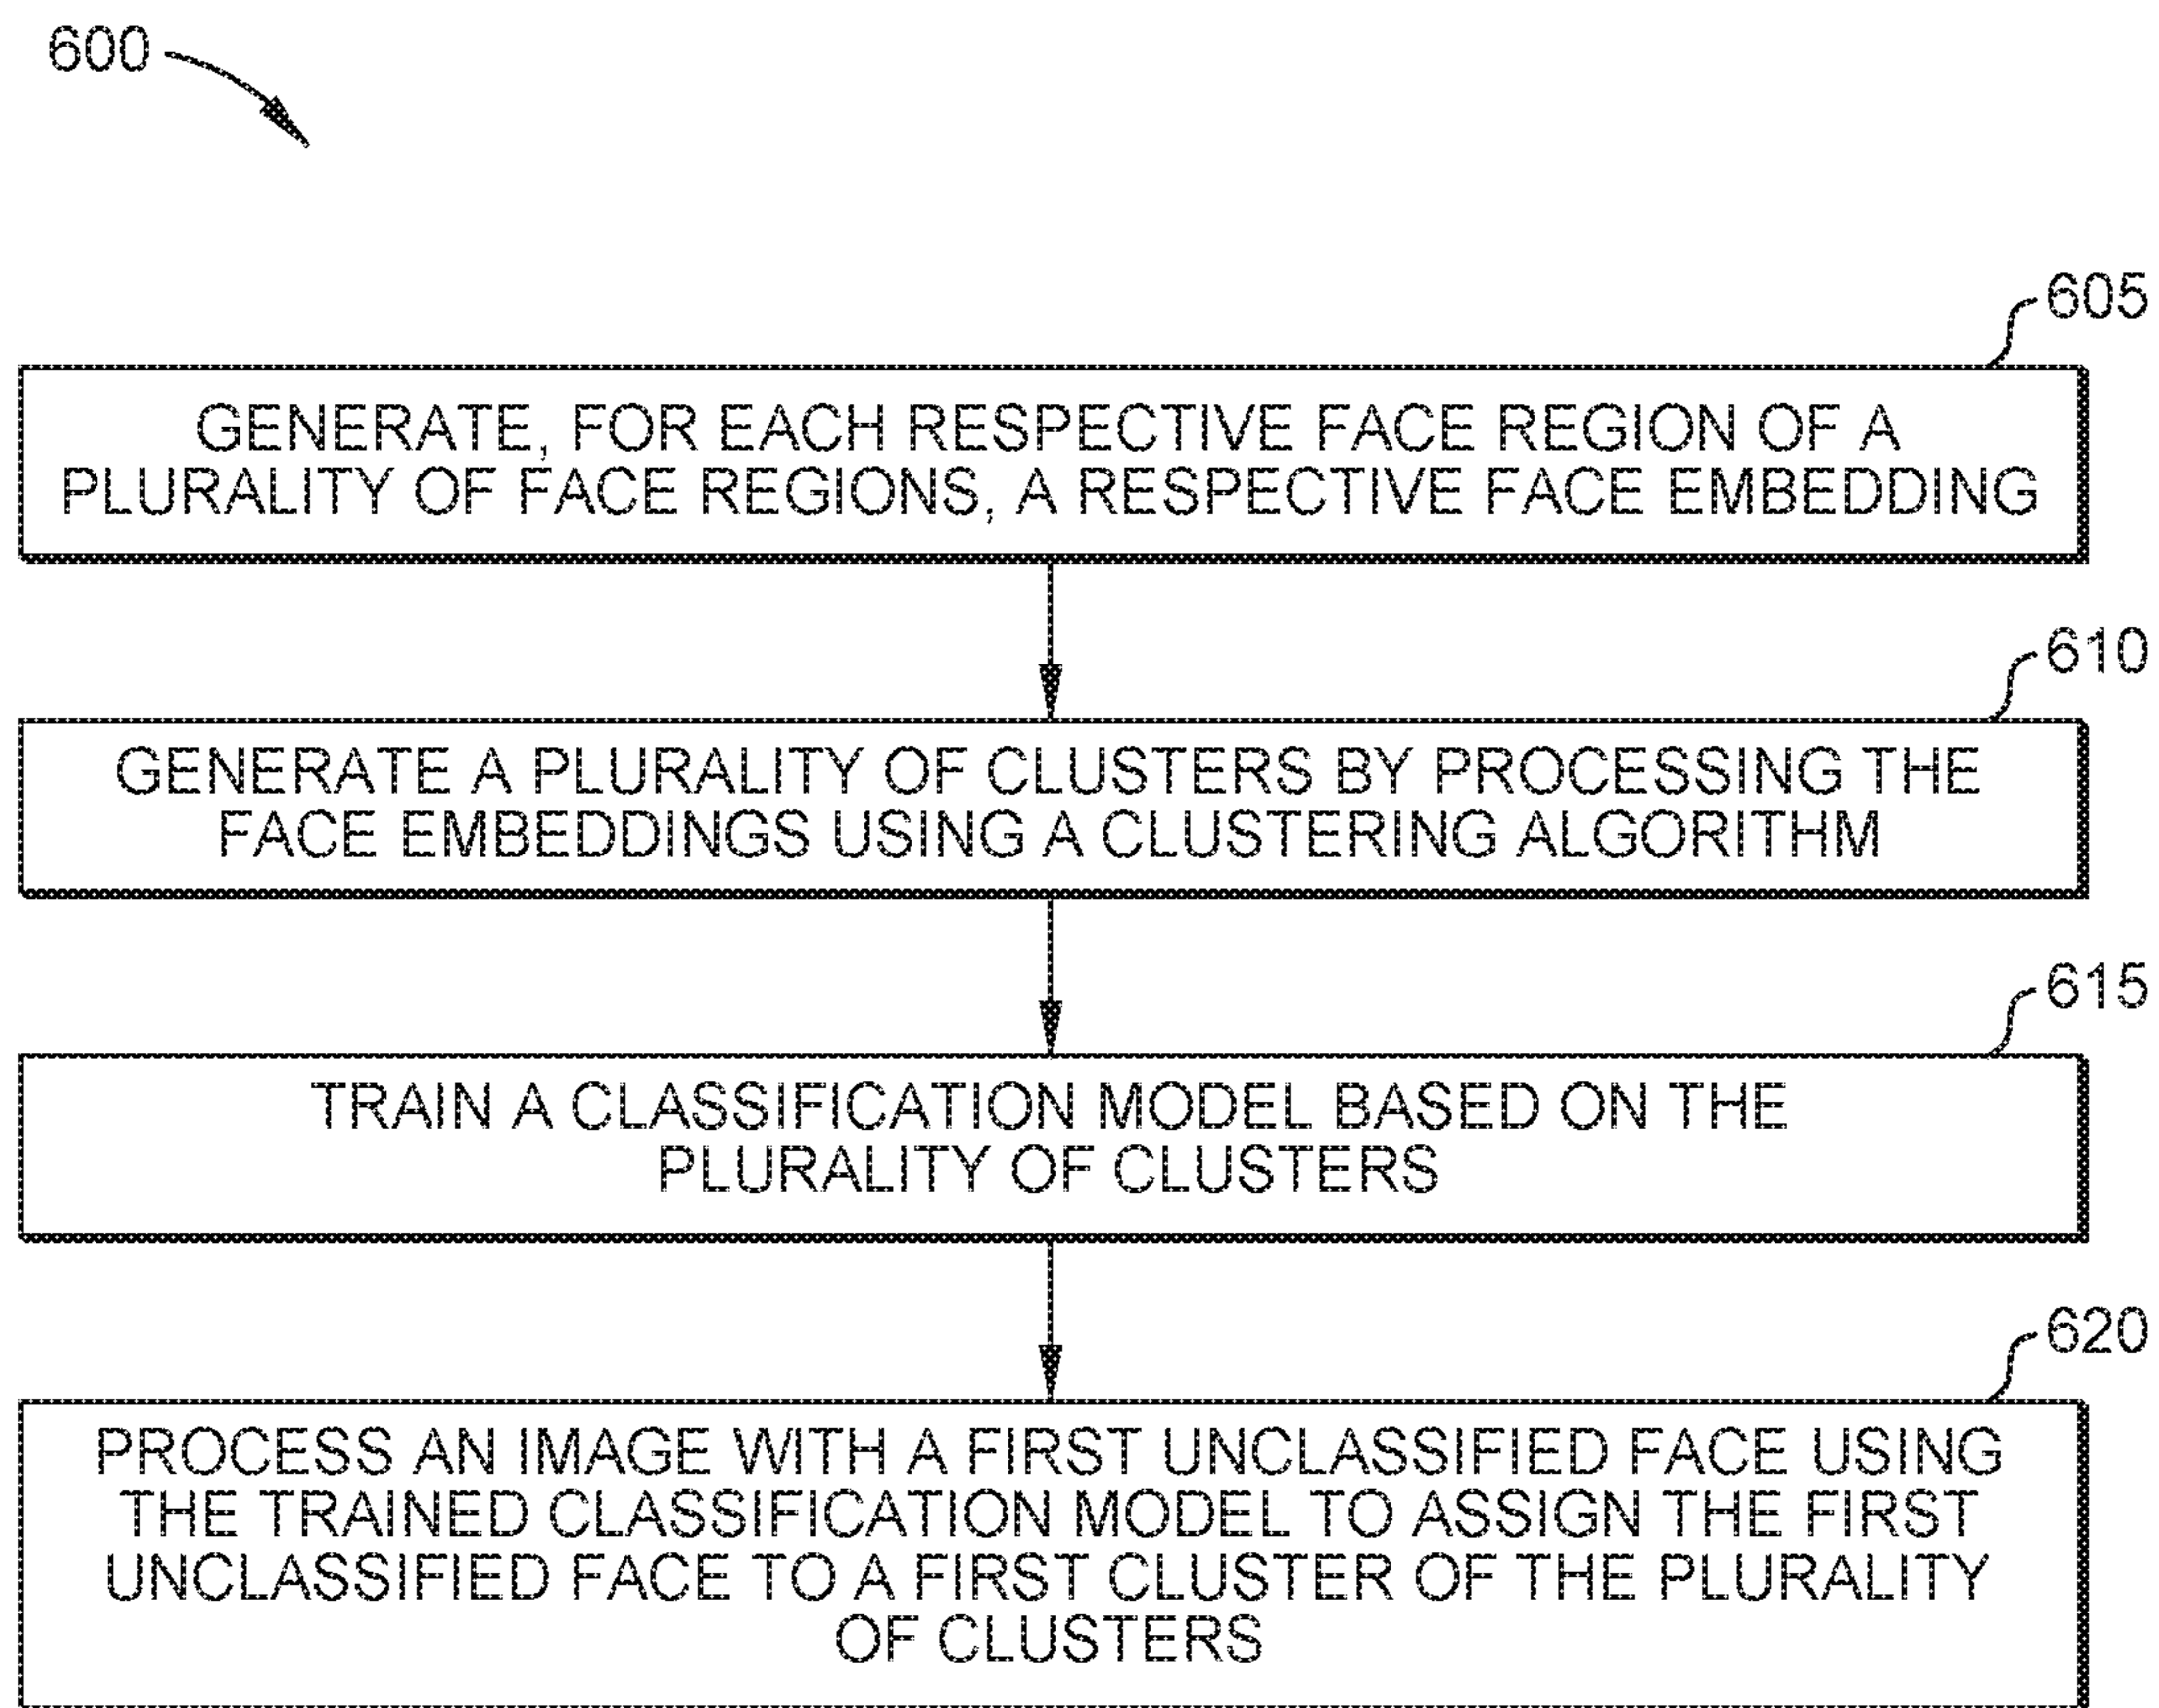 600
605
GENERATE, FOR EACH RESPECTIVE FACE REGION OF A
PLURALITY OF FACE REGIONS, A RESPECTIVE FACE EMBEDDING
610
GENERATE A PLURALITY OF CLUSTERS BY PROCESSING THE
FACE EMBEDDINGS USING A CLUSTERING ALGORITHM
615
TRAIN A CLASSIFICATION MODEL BASED ON THE
PLURALITY OF CLUSTERS
620
PROCESS AN IMAGE WITH A FIRST UNCLASSIFIED FACE USING
THE TRAINED CLASSIFICATION MODEL TO ASSIGN THE FIRST
UNCLASSIFIED FACE TO A FIRST CLUSTER OF THE PLURALITY
OF CLUSTERS